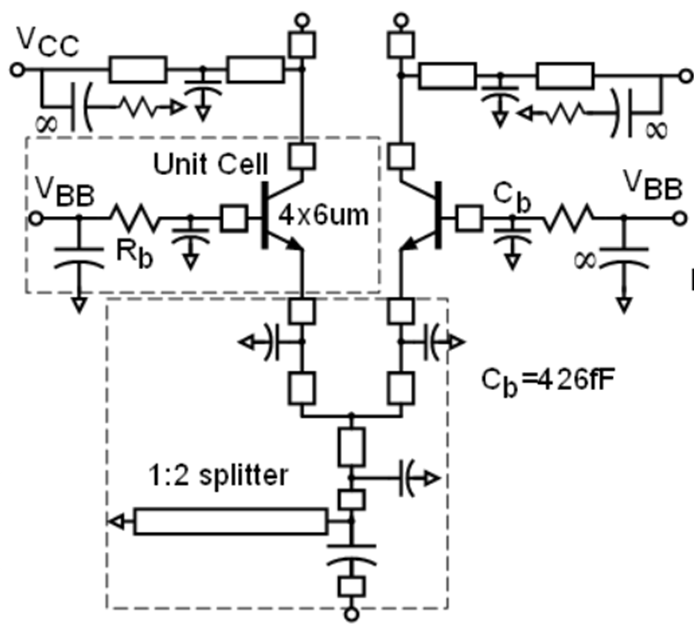 VCC
∞
∞
Unit Cell
VBB
Rb
4x6um
Cb
VBB
∞
Cb=426fF
1:2 splitter